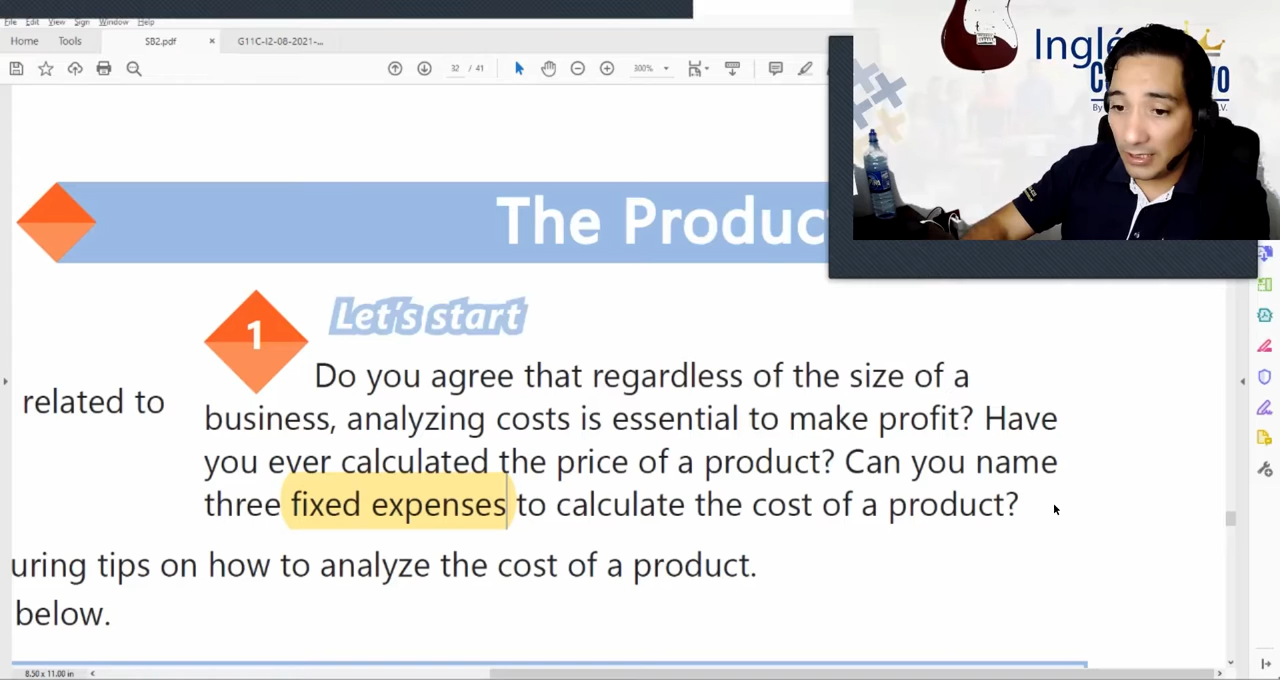 File Edit View Sign Window Help
Home Tools SB2.pdf × G11C-I2-08-2021-...
32 / 41 300%
Inglé
The Produc
1 Let's start
Do you agree that regardless of the size of a
related to
business, analyzing costs is essential to make profit? Have
you ever calculated the price of a product? Can you name
three fixed expenses to calculate the cost of a product?
uring tips on how to analyze the cost of a product.
below.
8.50 x 11.00 in